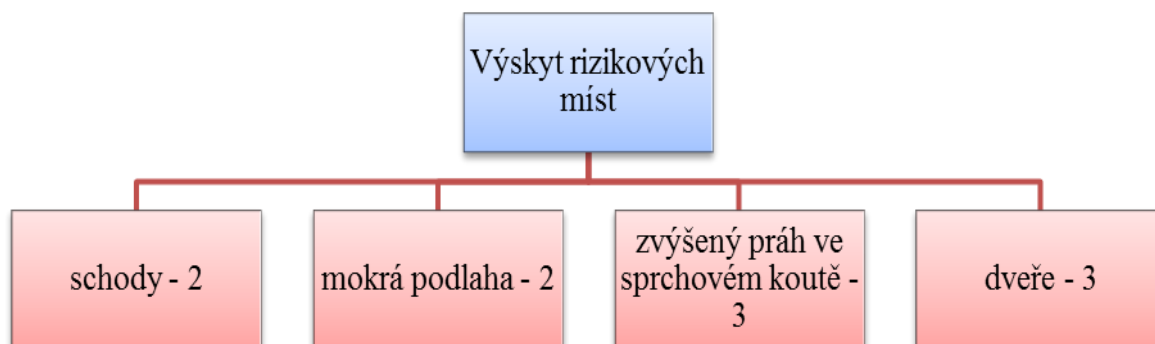 Výskyt rizikových
míst
schody - 2
mokrá podlaha - 2
zvýšený práh ve
sprchovém koutě -
3
dveře - 3